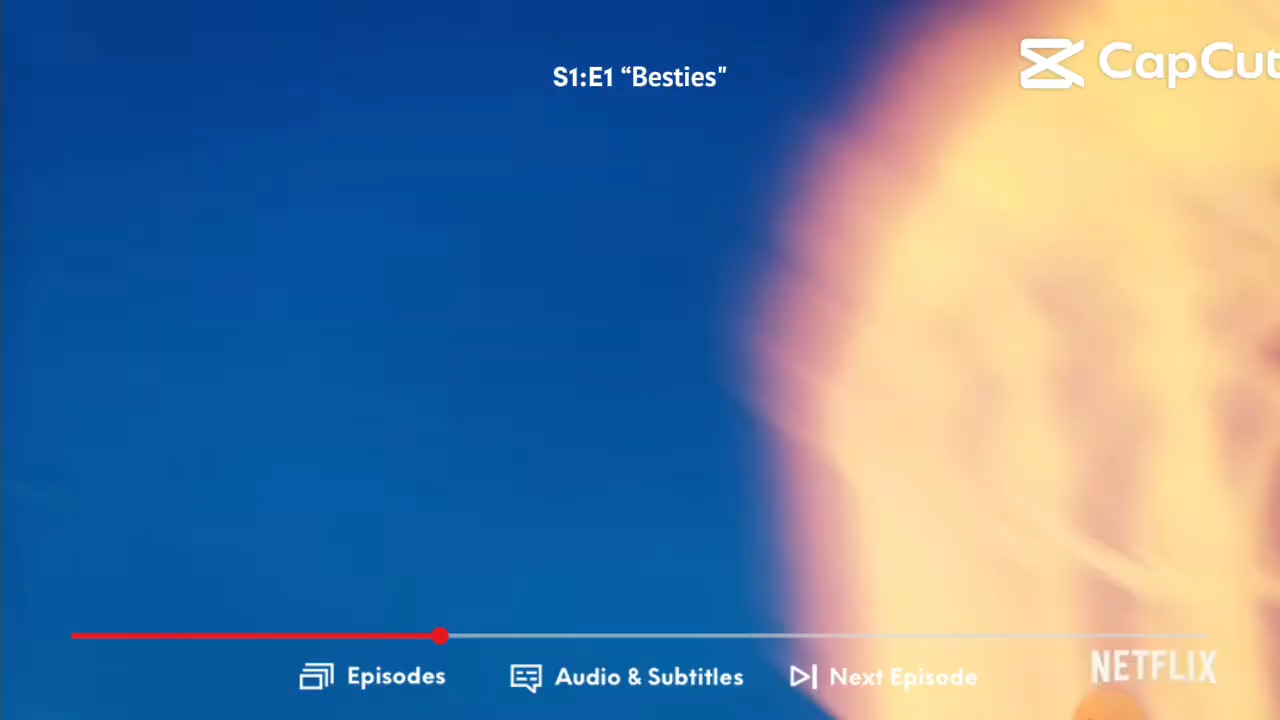 S1:E1 “Besties”
CapCut
Episodes
Audio & Subtitles
Next Episode
NETFLIX